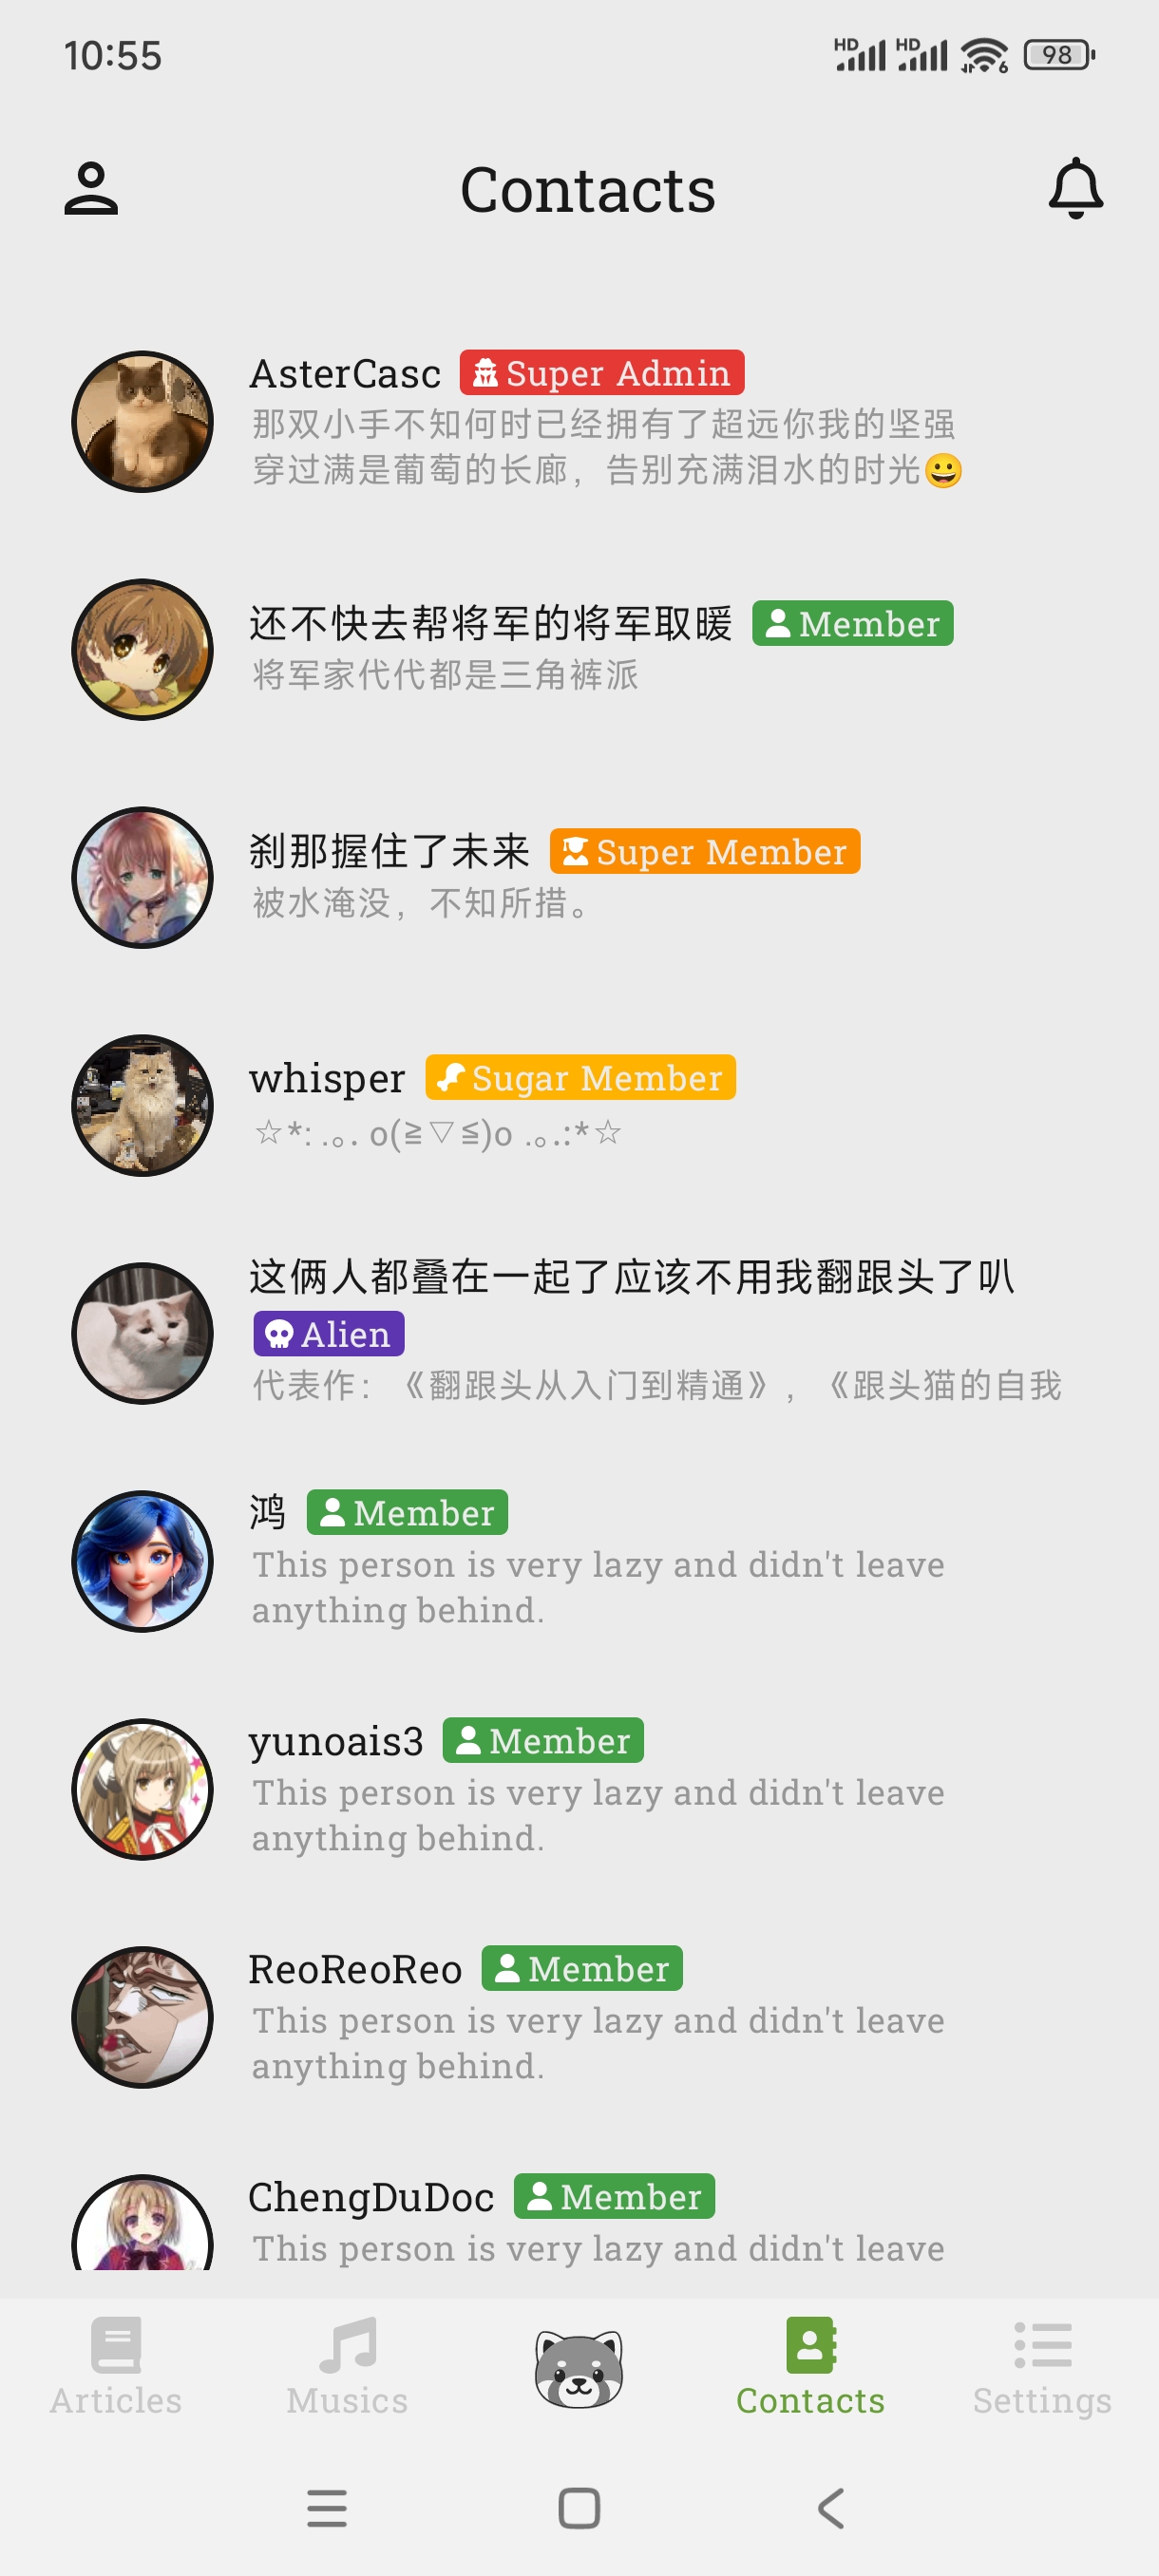 10:55
HD HD 6 98
Contacts
AsterCasc Super Admin
那双小手不知何时已经拥有了超远你我的坚强
穿过满是葡萄的长廊，告别充满泪水的时光😀
还不快去帮将军的将军取暖 Member
将军家代代都是三角裤派
刹那握住了未来 Super Member
被水淹没，不知所措。
whisper Sugar Member
☆*: .｡. o(≧▽≦)o .｡.:*☆
这俩人都叠在一起了应该不用我翻跟头了叭
Alien
代表作：《翻跟头从入门到精通》，《跟头猫的自我
鸿 Member
This person is very lazy and didn't leave
anything behind.
yunoais3 Member
This person is very lazy and didn't leave
anything behind.
ReoReoReo Member
This person is very lazy and didn't leave
anything behind.
ChengDuDoc Member
This person is very lazy and didn't leave
Articles Musics Contacts Settings